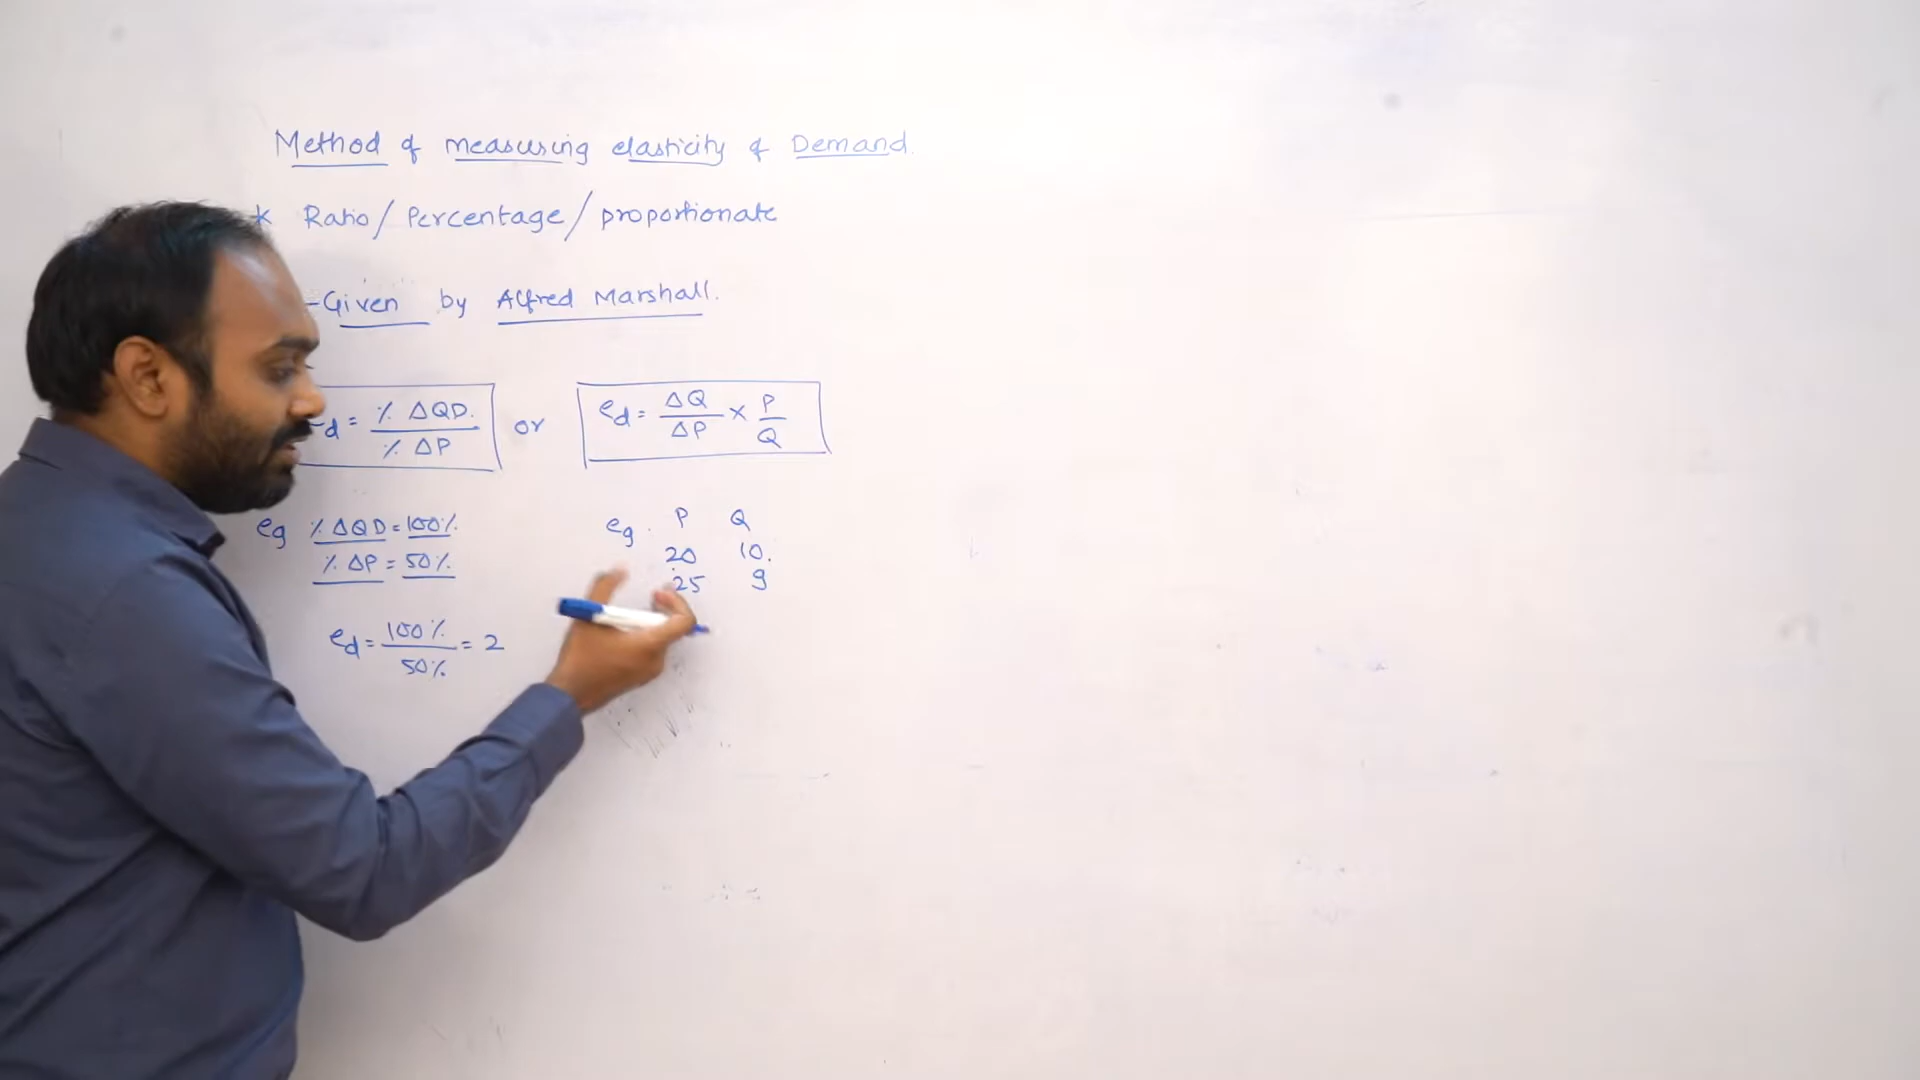 Method of measuring elasticity of Demand.
* Ratio/ Percentage/ proportionate
-Given by Alfred Marshall.
d = % ΔQD. / % ΔP or ed = ΔQ/ΔP × P/Q
eg % ΔQD = 100%.
% ΔP = 50%
ed = 100% / 50% = 2
eg. P Q
20 10.
25 9